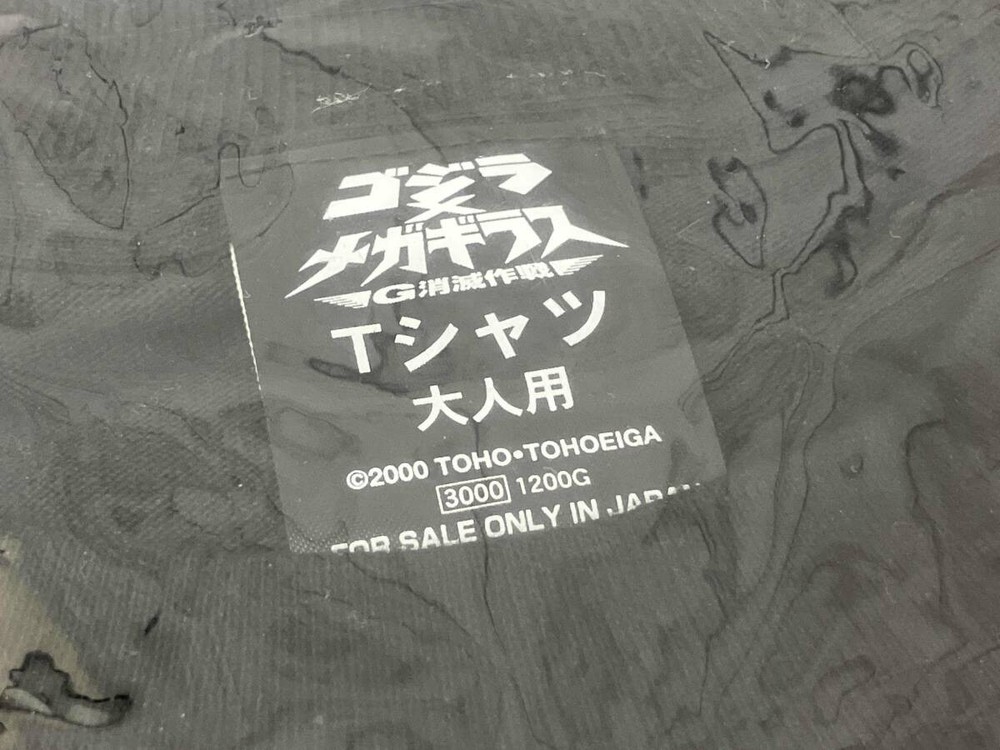 ゴジラ
×
メガギラス
G消滅作戦
Tシャツ
大人用
©2000 TOHO•TOHOEIGA
3000 1200G
FOR SALE ONLY IN JAPAN